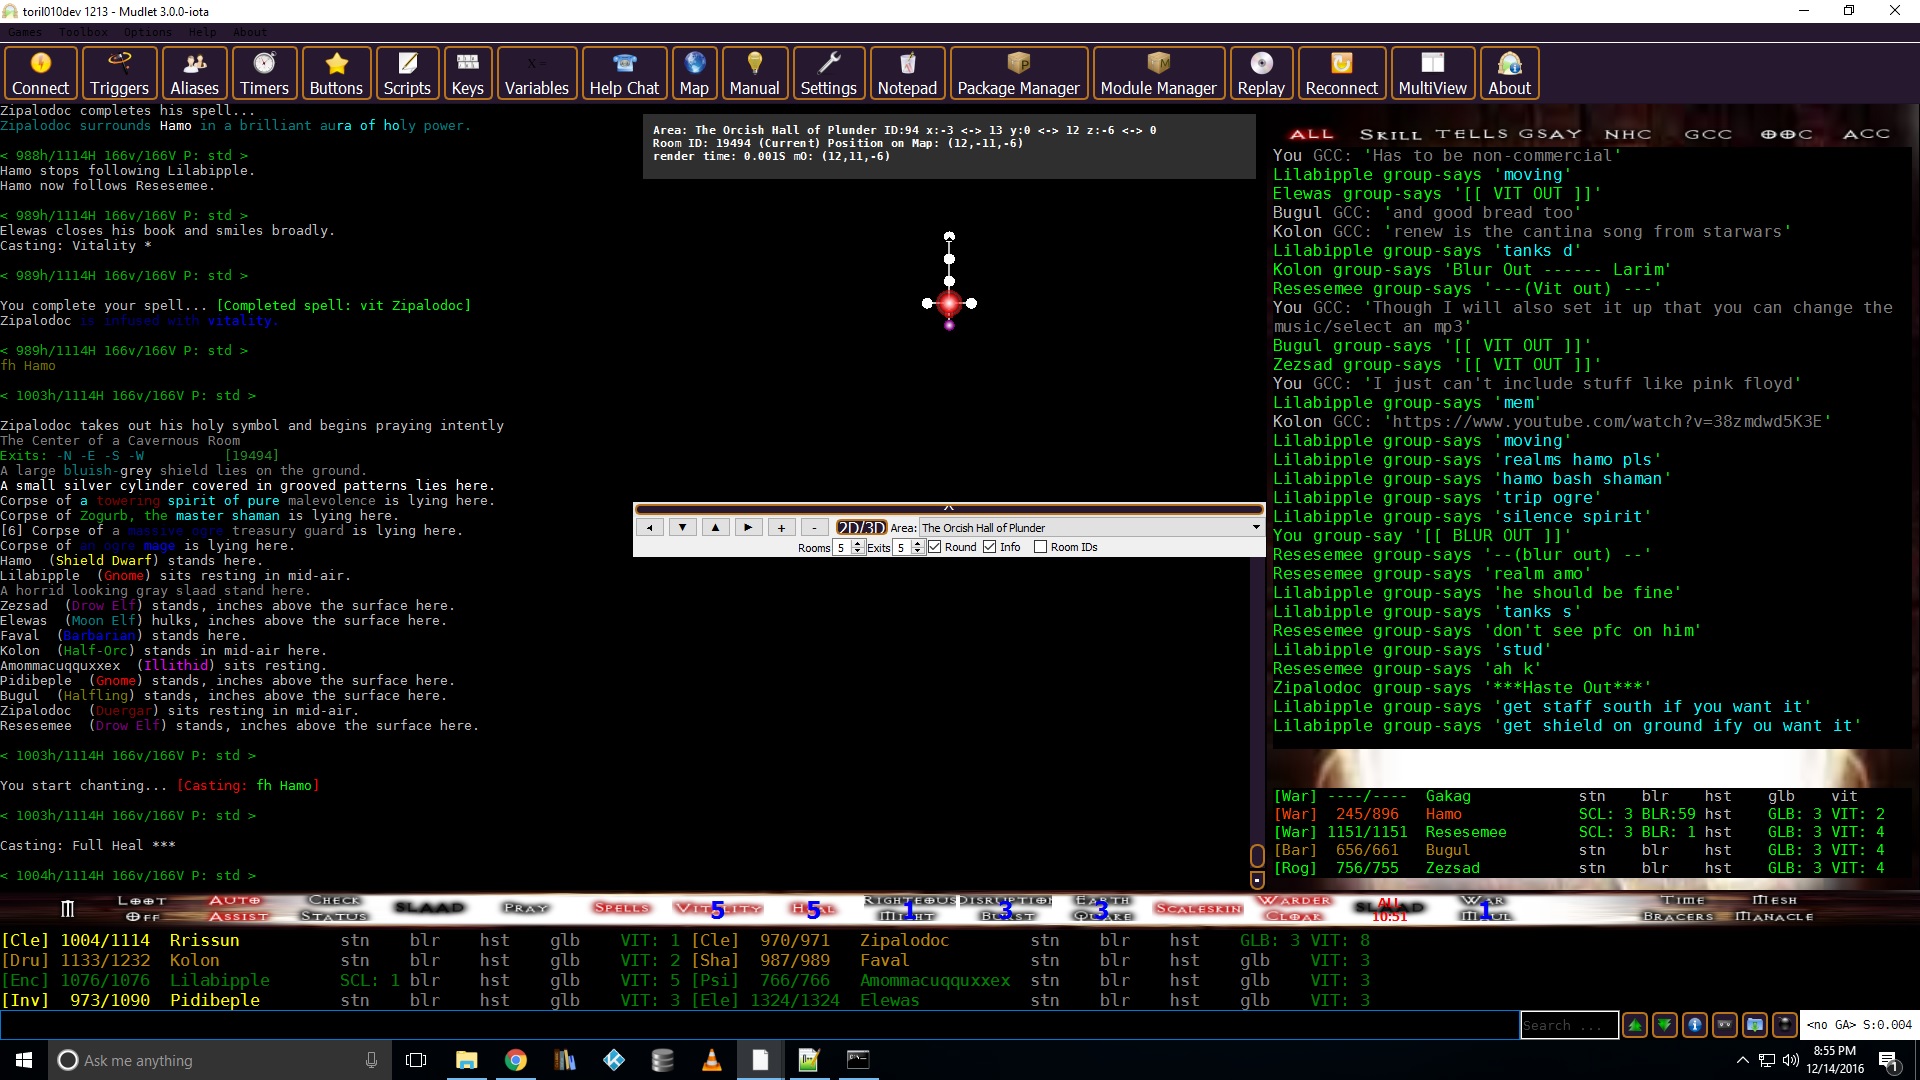 toril010dev 1213 - Mudlet 3.0.0-iota
Games Toolbox Options Help About
Connect Triggers Aliases Timers Buttons Scripts Keys Variables Help Chat Map Manual Settings Notepad Package Manager Module Manager Replay Reconnect MultiView About
Zipalodoc completes his spell...
Zipalodoc surrounds Hamo in a brilliant aura of holy power.
< 988h/1114H 166v/166V P: std >
Hamo stops following Lilabipple.
Hamo now follows Resesemee.
< 989h/1114H 166v/166V P: std >
Elewas closes his book and smiles broadly.
Casting: Vitality *
< 989h/1114H 166v/166V P: std >
You complete your spell... [Completed spell: vit Zipalodoc]
Zipalodoc is infused with vitality.
< 989h/1114H 166v/166V P: std >
fh Hamo
< 1003h/1114H 166v/166V P: std >
Zipalodoc takes out his holy symbol and begins praying intently
The Center of a Cavernous Room
Exits: -N -E -S -W [19494]
A large bluish-grey shield lies on the ground.
A small silver cylinder covered in grooved patterns lies here.
Corpse of a towering spirit of pure malevolence is lying here.
Corpse of Zogurb, the master shaman is lying here.
[6] Corpse of a massive ogre treasury guard is lying here.
Corpse of an ogre mage is lying here.
Hamo (Shield Dwarf) stands here.
Lilabipple (Gnome) sits resting in mid-air.
A horrid looking gray slaad stand here.
Zezsad (Drow Elf) stands, inches above the surface here.
Elewas (Moon Elf) hulks, inches above the surface here.
Faval (Barbarian) stands here.
Kolon (Half-Orc) stands in mid-air here.
Amommacuqquxxex (Illithid) sits resting.
Pidibeple (Gnome) stands, inches above the surface here.
Bugul (Halfling) stands, inches above the surface here.
Zipalodoc (Duergar) sits resting in mid-air.
Resesemee (Drow Elf) stands, inches above the surface here.
< 1003h/1114H 166v/166V P: std >
You start chanting... [Casting: fh Hamo]
< 1003h/1114H 166v/166V P: std >
Casting: Full Heal ***
< 1004h/1114H 166v/166V P: std >
Area: The Orcish Hall of Plunder ID:94 x:-3 <-> 13 y:0 <-> 12 z:-6 <-> 0
Room ID: 19494 (Current) Position on Map: (12,-11,-6)
render time: 0.001S mO: (12,11,-6)
+ - 2D/3D Area: The Orcish Hall of Plunder
Rooms 5 Exits 5 Round Info Room IDs
ALL SKILL TELLS GSAY NHC GCC OOC ACC
You GCC: 'Has to be non-commercial'
Lilabipple group-says 'moving'
Elewas group-says '[[ VIT OUT ]]'
Bugul GCC: 'and good bread too'
Kolon GCC: 'renew is the cantina song from starwars'
Lilabipple group-says 'tanks d'
Kolon group-says 'Blur Out ------ Larim'
Resesemee group-says '---(Vit out) ---'
You GCC: 'Though I will also set it up that you can change the
music/select an mp3'
Bugul group-says '[[ VIT OUT ]]'
Zezsad group-says '[[ VIT OUT ]]'
You GCC: 'I just can't include stuff like pink floyd'
Lilabipple group-says 'mem'
Kolon GCC: 'https://www.youtube.com/watch?v=38zmdwd5K3E'
Lilabipple group-says 'moving'
Lilabipple group-says 'realms hamo pls'
Lilabipple group-says 'hamo bash shaman'
Lilabipple group-says 'trip ogre'
Lilabipple group-says 'silence spirit'
You group-say '[[ BLUR OUT ]]'
Resesemee group-says '--(blur out) --'
Resesemee group-says 'realm amo'
Lilabipple group-says 'he should be fine'
Lilabipple group-says 'tanks s'
Resesemee group-says 'don't see pfc on him'
Lilabipple group-says 'stud'
Resesemee group-says 'ah k'
Zipalodoc group-says '***Haste Out***'
Lilabipple group-says 'get staff south if you want it'
Lilabipple group-says 'get shield on ground ify ou want it'
[War] ----/---- Gakag stn blr hst glb vit
[War] 245/896 Hamo SCL: 3 BLR:59 hst GLB: 3 VIT: 2
[War] 1151/1151 Resesemee SCL: 3 BLR: 1 hst GLB: 3 VIT: 4
[Bar] 656/661 Bugul stn blr hst GLB: 3 VIT: 4
[Rog] 756/755 Zezsad stn blr hst GLB: 3 VIT: 4
LOOT OFF AUTO ASSIST CHECK STATUS SLAAD PRAY SPELLS VITALITY 5 HEAL 5 RIGHTEOUS MIGHT 1 DISRUPTION BURST 3 EARTH QUAKE 3 SCALESKIN WARDER CLOAK SLAAD ALL 10:51 WAR MAUL 1 TIME BRACERS MESH MANACLE
[Cle] 1004/1114 Rrissun stn blr hst glb VIT: 1 [Cle] 970/971 Zipalodoc stn blr hst GLB: 3 VIT: 8
[Dru] 1133/1232 Kolon stn blr hst glb VIT: 2 [Sha] 987/989 Faval stn blr hst glb VIT: 3
[Enc] 1076/1076 Lilabipple SCL: 1 blr hst glb VIT: 5 [Psi] 766/766 Amommacuqquxxex stn blr hst glb VIT: 3
[Inv] 973/1090 Pidibeple stn blr hst glb VIT: 3 [Ele] 1324/1324 Elewas stn blr hst glb VIT: 3
Search ... <no GA> S:0.004
Ask me anything
8:55 PM
12/14/2016
1